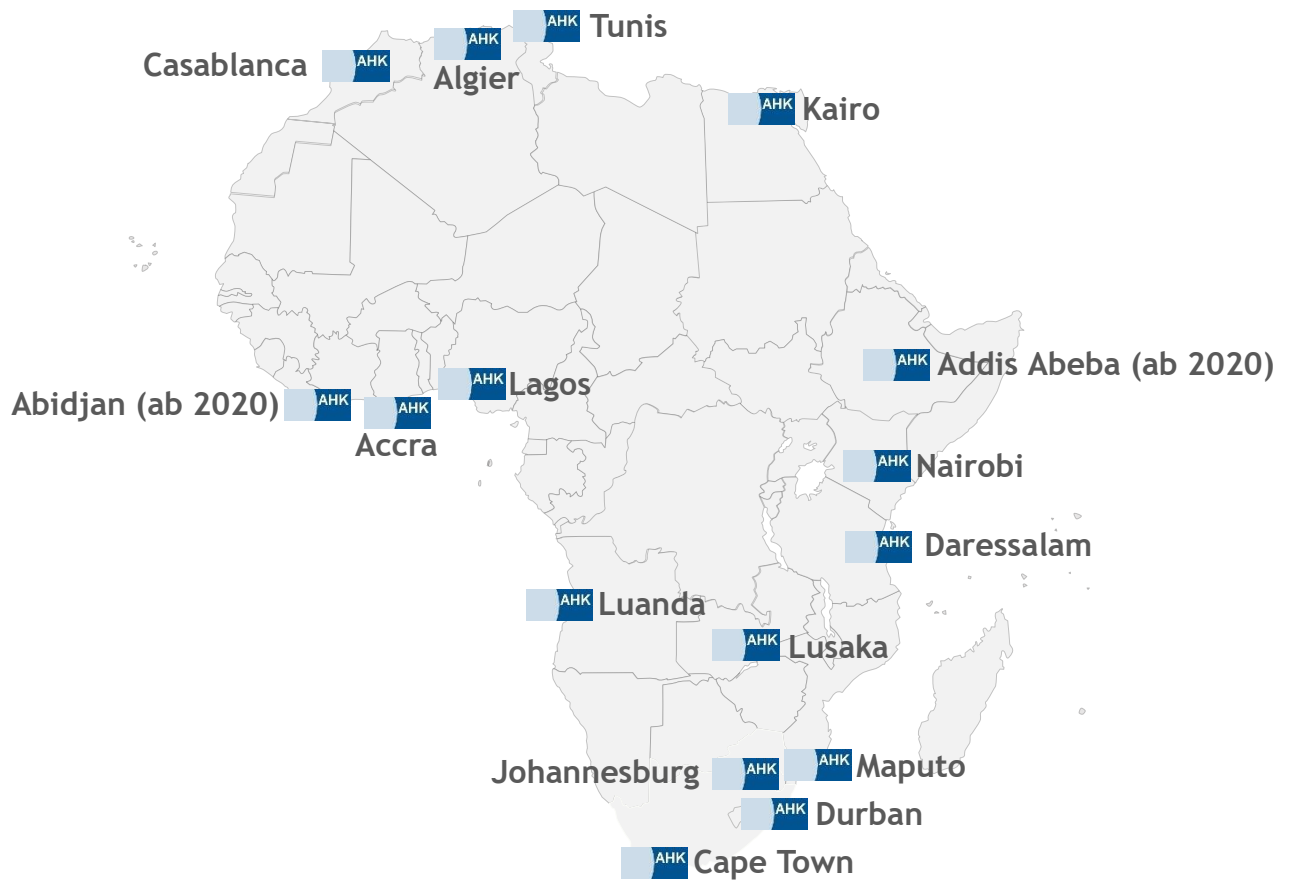 AHK Tunis
Casablanca AHK
AHK
Algier
AHK Kairo
AHK Addis Abeba (ab 2020)
AHK Lagos
Abidjan (ab 2020) AHK
AHK
Accra
AHK Nairobi
AHK Daressalam
AHK Luanda
AHK Lusaka
Johannesburg AHK
AHK Maputo
AHK Durban
AHK Cape Town